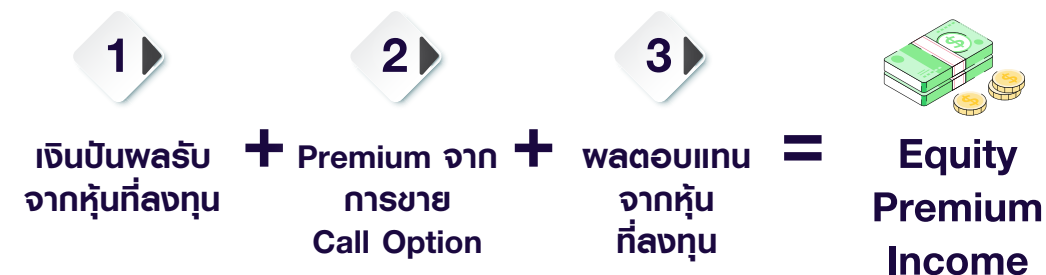 1
เงินปันผลรับ
จากหุ้นที่ลงทุน
+
2
Premium จาก
การขาย
Call Option
+
3
ผลตอบแทน
จากหุ้น
ที่ลงทุน
=
Equity
Premium
Income